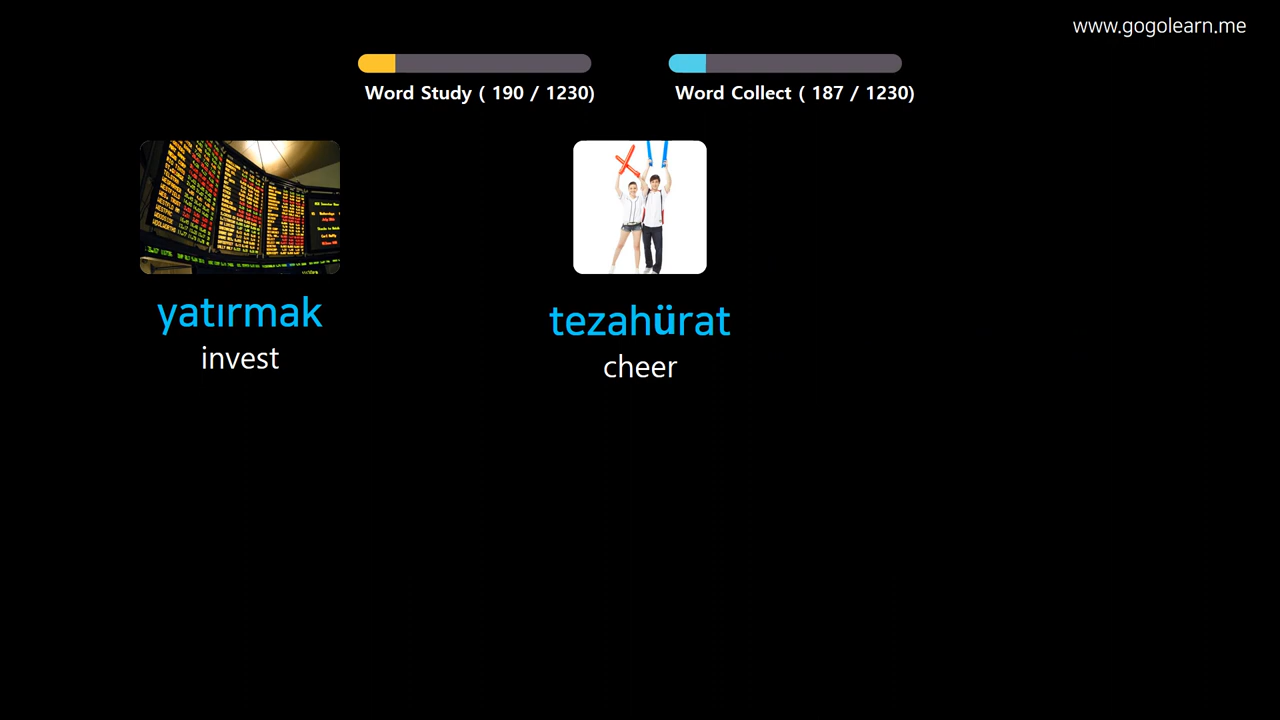 www.gogolearn.me
Word Study ( 190 / 1230)
Word Collect ( 187 / 1230)
yatırmak
invest
tezahürat
cheer